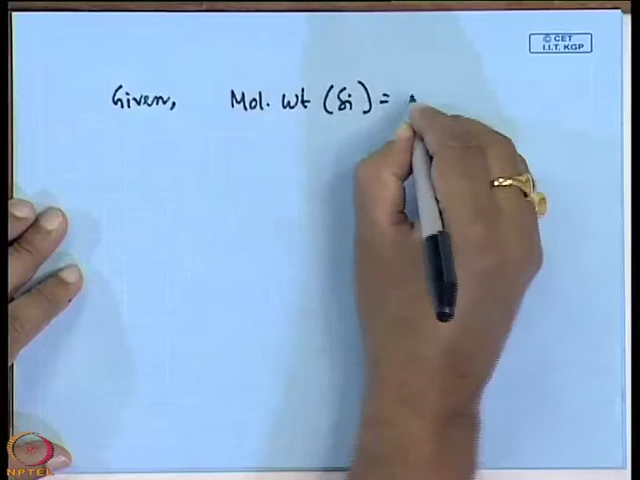 © CET
I.I.T. KGP
Given, Mol. Wt (Si) =
NPTEL